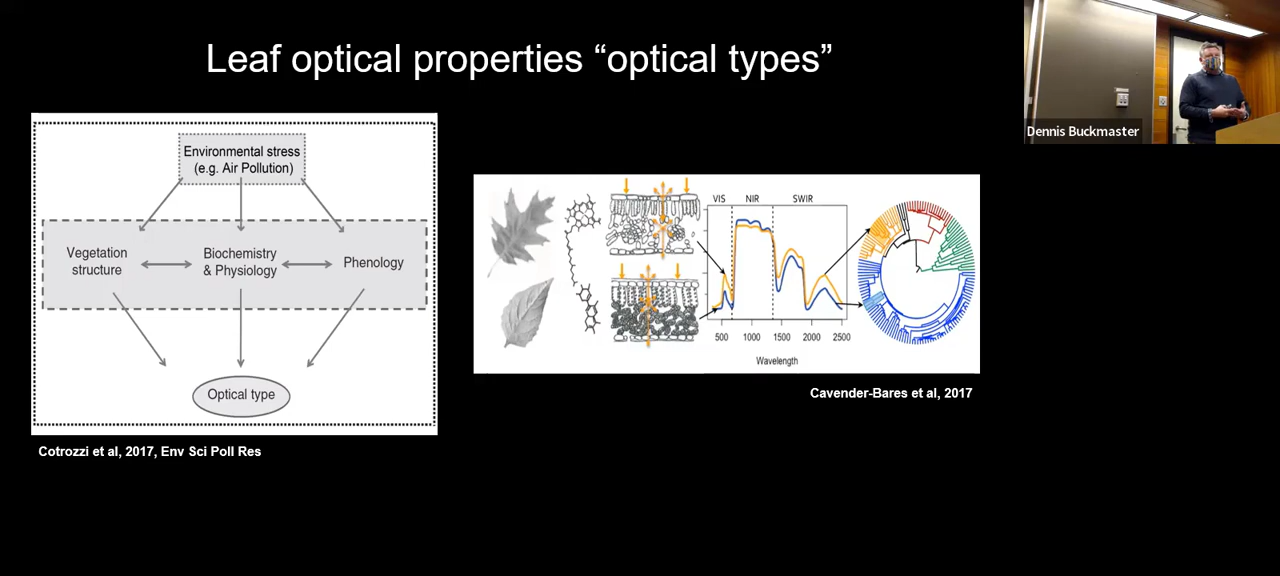 Leaf optical properties “optical types”
Dennis Buckmaster
Environmental stress
(e.g. Air Pollution)
Vegetation
structure
Biochemistry
& Physiology
Phenology
Optical type
Cotrozzi et al, 2017, Env Sci Poll Res
VIS NIR SWIR
500 1000 1500 2000 2500
Wavelength
Cavender-Bares et al, 2017